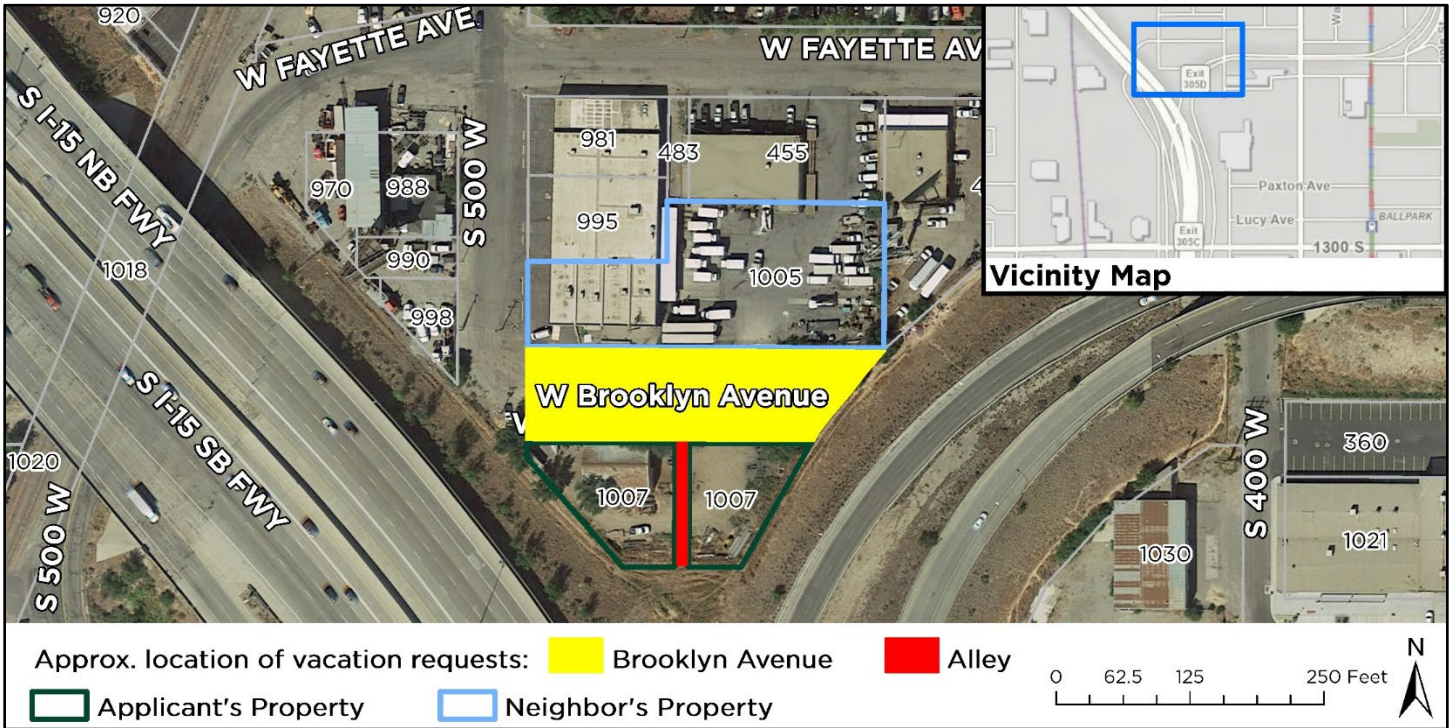 920
W FAYETTE AVE
W FAYETTE AV
S I-15 NB FWY
S 500 W
981
483
455
970
988
995
990
1005
998
1018
W Brooklyn Avenue
S I-15 SB FWY
1020
S 500 W
1007
1007
S 400 W
360
1030
1021
Exit
305D
Paxton Ave
Lucy Ave
BALLPARK
Exit
305C
1300 S
Vicinity Map
Approx. location of vacation requests:
Brooklyn Avenue
Alley
Applicant's Property
Neighbor's Property
0 62.5 125 250 Feet
N